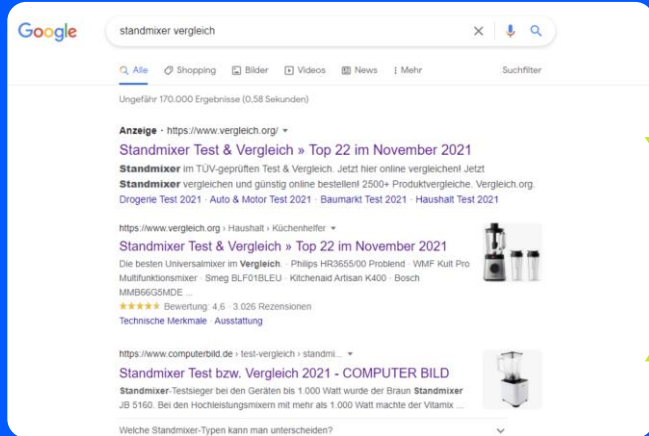 Google
standmixer vergleich
Alle Shopping Bilder Videos News Mehr Suchfilter
Ungefähr 170.000 Ergebnisse (0,58 Sekunden)
Anzeige · https://www.vergleich.org/
Standmixer Test & Vergleich » Top 22 im November 2021
Standmixer im TÜV-geprüften Test & Vergleich. Jetzt hier online vergleichen! Jetzt
Standmixer vergleichen und günstig online bestellen! 2500+ Produktvergleiche. Vergleich.org.
Drogerie Test 2021 · Auto & Motor Test 2021 · Baumarkt Test 2021 · Haushalt Test 2021
https://www.vergleich.org › Haushalt › Küchenhelfer
Standmixer Test & Vergleich » Top 22 im November 2021
Die besten Universalmixer im Vergleich. · Philips HR3655/00 Problend · WMF Kult Pro
Multifunktionsmixer · Smeg BLF01BLEU · Kitchenaid Artisan K400 · Bosch
MMB66G5MDE ...
★★★★★ Bewertung: 4,6 · 3.026 Rezensionen
Technische Merkmale · Ausstattung
https://www.computerbild.de › test-vergleich › standmi...
Standmixer Test bzw. Vergleich 2021 - COMPUTER BILD
Standmixer-Testsieger bei den Geräten bis 1.000 Watt wurde der Braun Standmixer
JB 5160. Bei den Hochleistungsmixern mit mehr als 1.000 Watt machte der Vitamix ...
Welche Standmixer-Typen kann man unterscheiden?